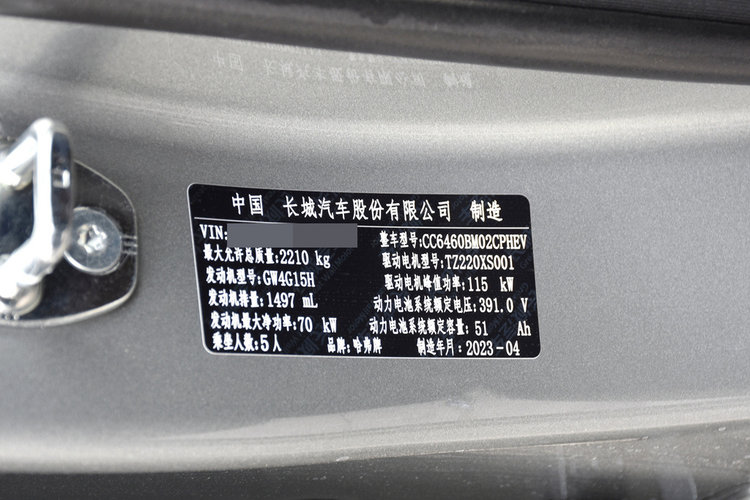 中国 长城汽车股份有限公司 制造
VIN: 整车型号:CC6460BM02CPHEV
最大允许总质量:2210 kg 驱动电机型号:TZ220XS001
发动机型号:GW4G15H 驱动电机峰值功率:115 kW
发动机排量:1497 mL 动力电池系统额定电压:391.0 V
发动机最大净功率:70 kW 动力电池系统额定容量:51 Ah
乘坐人数:5人 品牌:哈弗牌 制造年月:2023-04